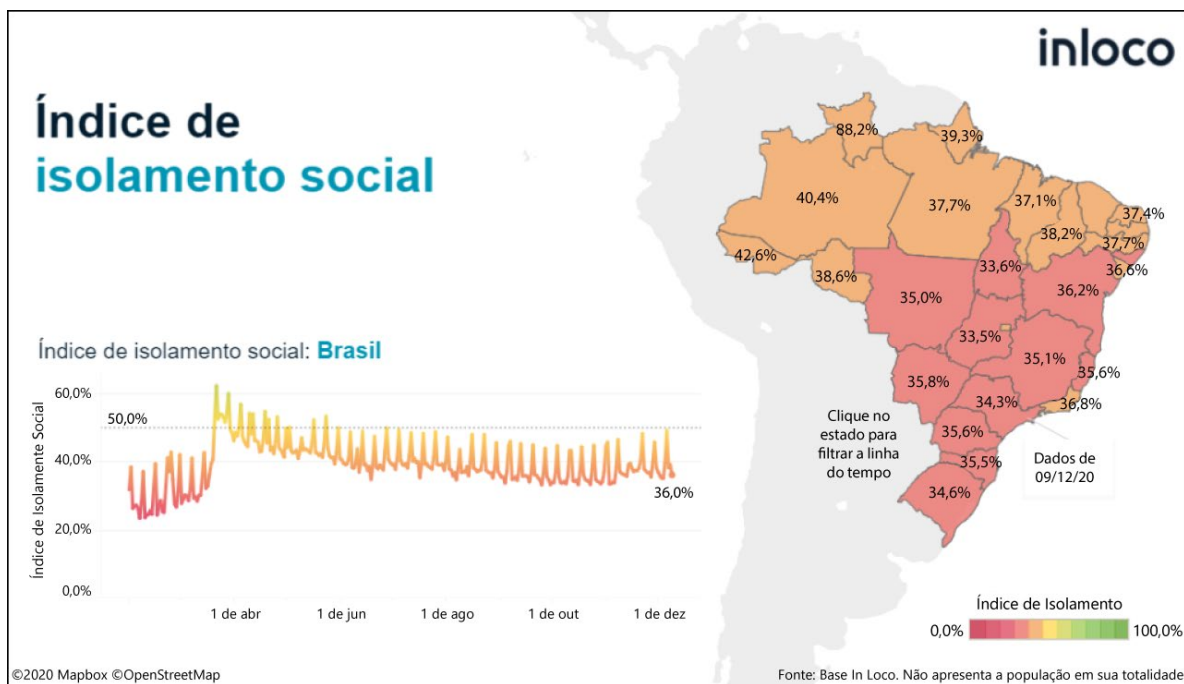 inloco
Índice de
isolamento social
Índice de isolamento social: Brasil
Índice de Isolamente Social
60,0%
50,0%
40,0%
20,0%
0,0%
36,0%
1 de abr
1 de jun
1 de ago
1 de out
1 de dez
88,2%
39,3%
40,4%
37,7%
37,1%
37,4%
38,2%
37,7%
42,6%
38,6%
33,6%
36,6%
35,0%
36,2%
33,5%
35,1%
35,8%
35,6%
34,3%
36,8%
35,6%
35,5%
34,6%
Clique no
estado para
filtrar a linha
do tempo
Dados de
09/12/20
Índice de Isolamento
0,0%
100,0%
©2020 Mapbox ©OpenStreetMap
Fonte: Base In Loco. Não apresenta a população em sua totalidade